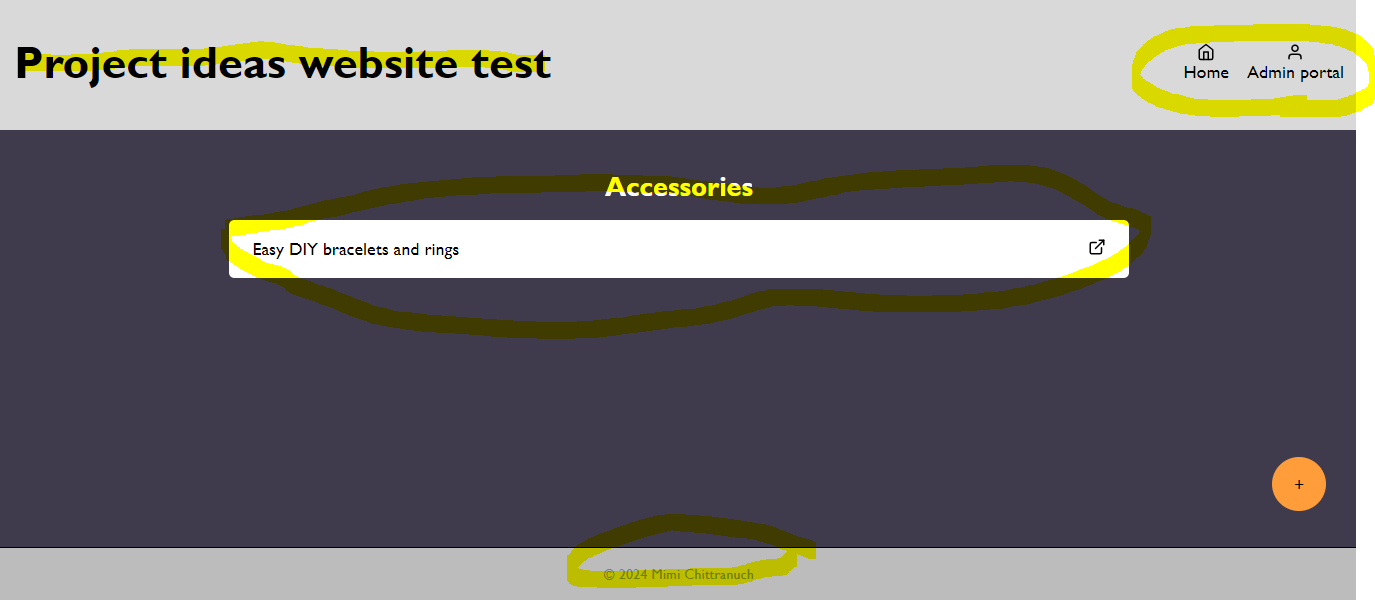 Project ideas website test
Home Admin portal
Accessories
Easy DIY bracelets and rings
+
© 2024 Mimi Chittranuch